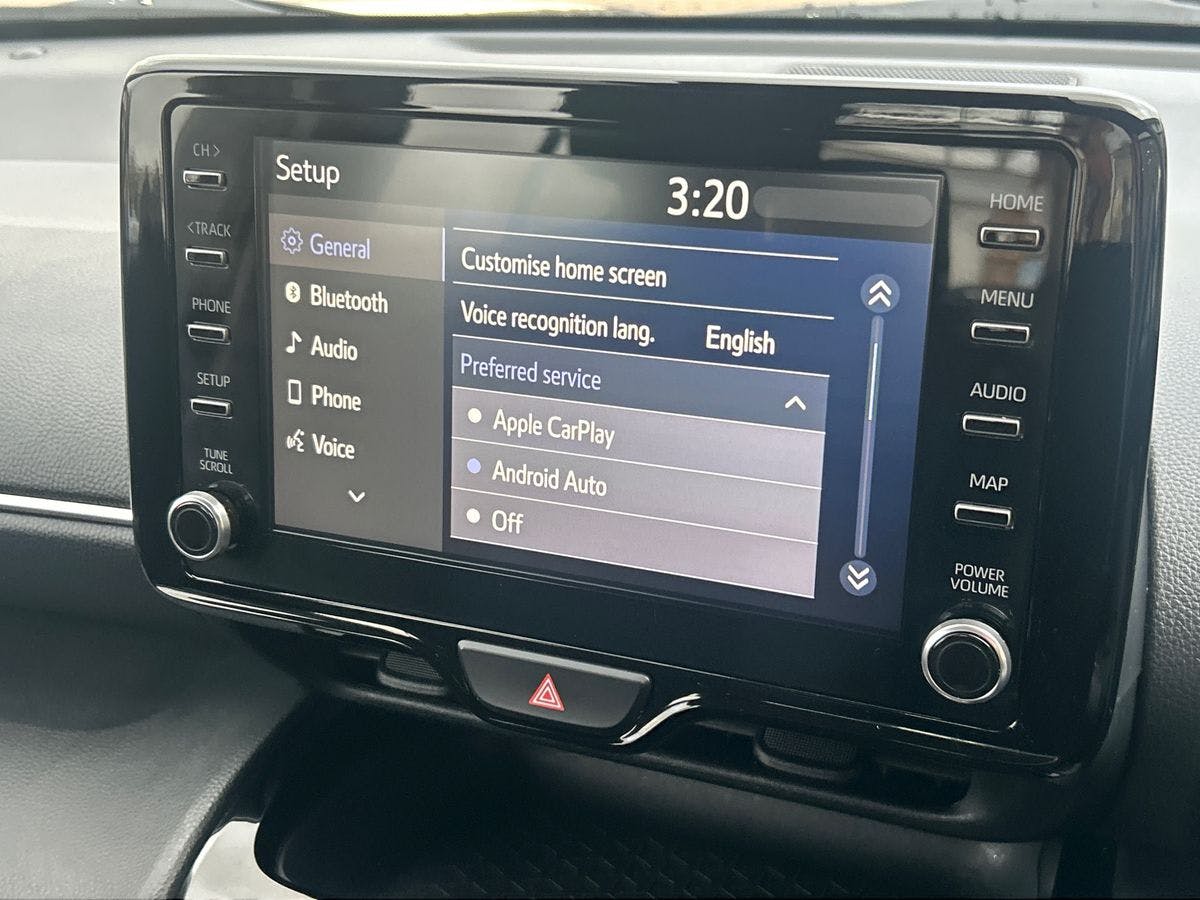 CH >
<TRACK
PHONE
SETUP
TUNE
SCROLL
Setup
3:20
General
Bluetooth
Audio
Phone
Voice
Customise home screen
Voice recognition lang. English
Preferred service
Apple CarPlay
Android Auto
Off
HOME
MENU
AUDIO
MAP
POWER
VOLUME